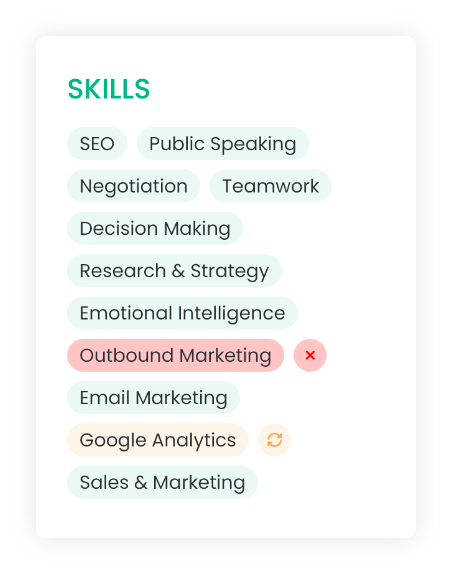 SKILLS
SEO Public Speaking
Negotiation Teamwork
Decision Making
Research & Strategy
Emotional Intelligence
Outbound Marketing
Email Marketing
Google Analytics
Sales & Marketing